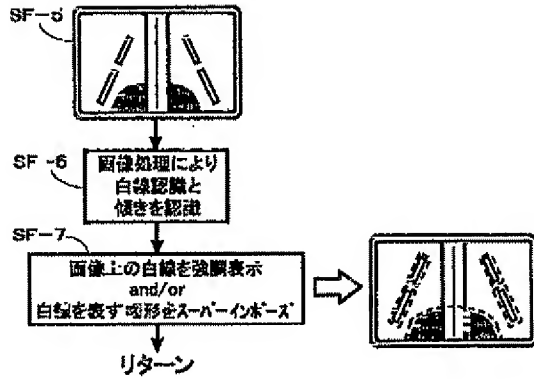 SF-5
SF-6
画像処理により
白線認識と
傾きを認識
SF-7
画像上の白線を強調表示
and/or
白線を表す図形をスーパーインポーズ
リターン